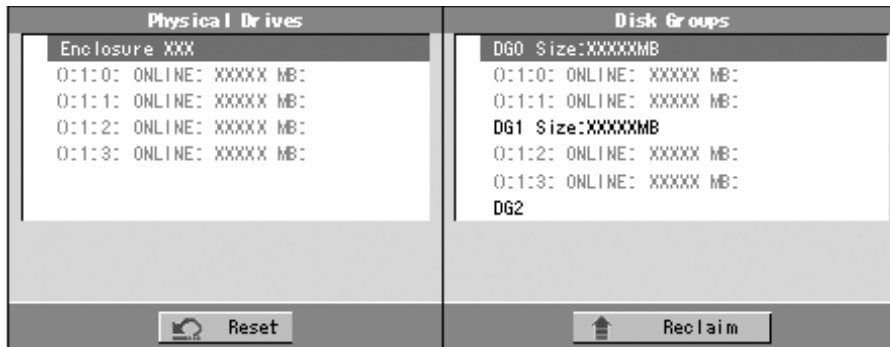 Physical Drives
Enclosure XXX
0:1:0: ONLINE: XXXXX MB:
0:1:1: ONLINE: XXXXX MB:
0:1:2: ONLINE: XXXXX MB:
0:1:3: ONLINE: XXXXX MB:
Reset
Disk Groups
DG0 Size:XXXXXMB
0:1:0: ONLINE: XXXXX MB:
0:1:1: ONLINE: XXXXX MB:
DG1 Size:XXXXXMB
0:1:2: ONLINE: XXXXX MB:
0:1:3: ONLINE: XXXXX MB:
DG2
Reclaim